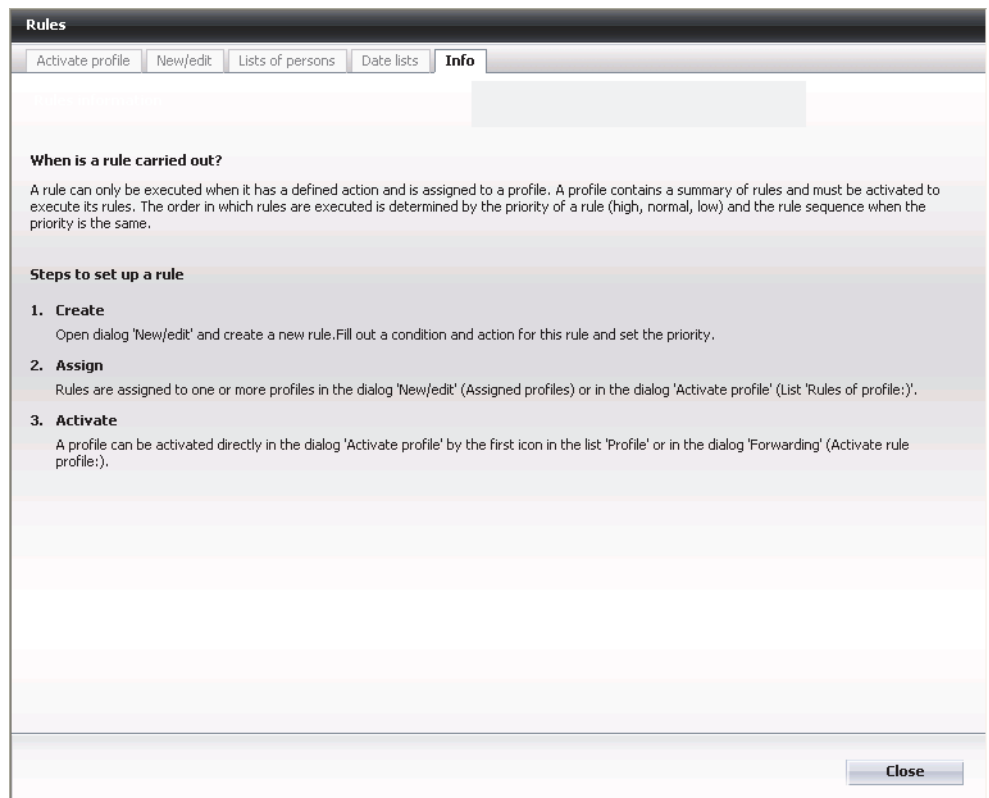 Rules
Activate profile New/edit Lists of persons Date lists Info
When is a rule carried out?
A rule can only be executed when it has a defined action and is assigned to a profile. A profile contains a summary of rules and must be activated to
execute its rules. The order in which rules are executed is determined by the priority of a rule (high, normal, low) and the rule sequence when the
priority is the same.
Steps to set up a rule
1. Create
Open dialog 'New/edit' and create a new rule.Fill out a condition and action for this rule and set the priority.
2. Assign
Rules are assigned to one or more profiles in the dialog 'New/edit' (Assigned profiles) or in the dialog 'Activate profile' (List 'Rules of profile:)'.
3. Activate
A profile can be activated directly in the dialog 'Activate profile' by the first icon in the list 'Profile' or in the dialog 'Forwarding' (Activate rule
profile:).
Close